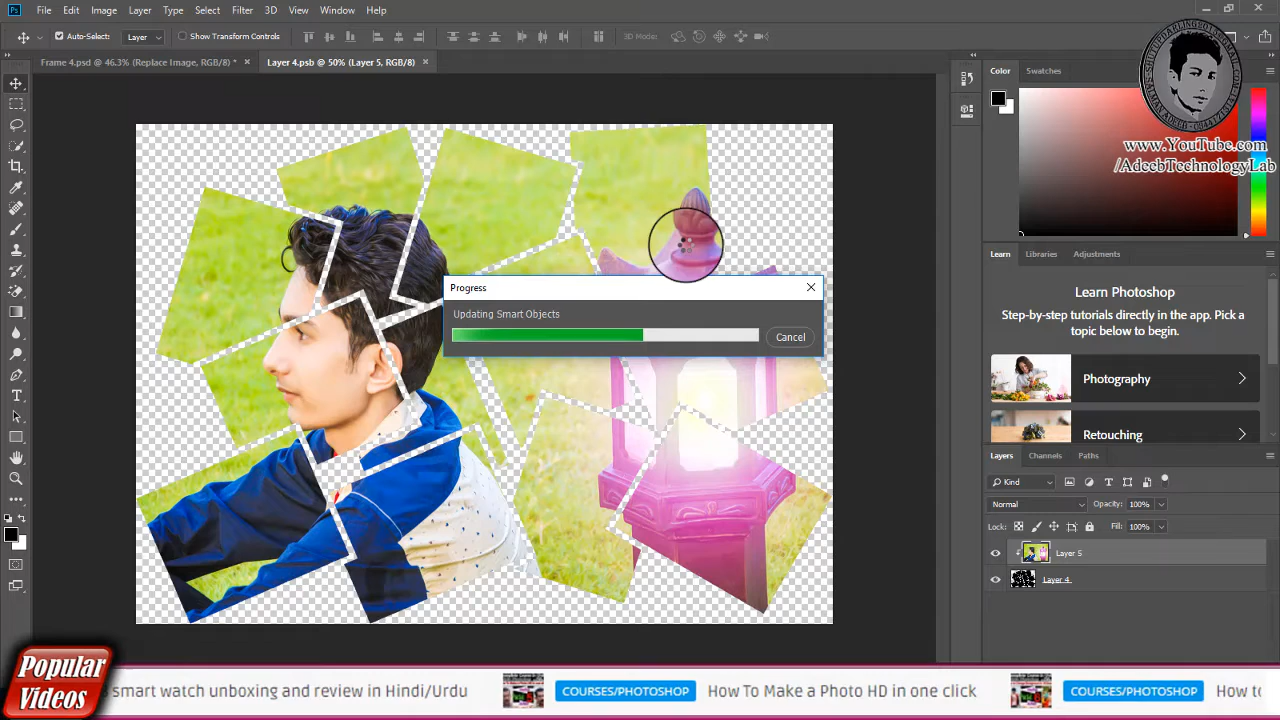 Ps File Edit Image Layer Type Select Filter 3D View Window Help
Auto-Select: Layer Show Transform Controls 3D Mode:
Frame 4.psd @ 46.3% (Replace Image, RGB/8) * × Layer 4.psb @ 50% (Layer 5, RGB/8) ×
Color Swatches
www.YouTube.com
/AdeebTechnologyLab
Learn Libraries Adjustments
Learn Photoshop
Step-by-step tutorials directly in the app. Pick a
topic below to begin.
Photography
Retouching
Progress
Updating Smart Objects
Cancel
Layers Channels Paths
Kind
Normal Opacity: 100%
Lock: Fill: 100%
Layer 5
Layer 4
Popular
Videos
smart watch unboxing and review in Hindi/Urdu COURSES/PHOTOSHOP How To Make a Photo HD in one click COURSES/PHOTOSHOP How to